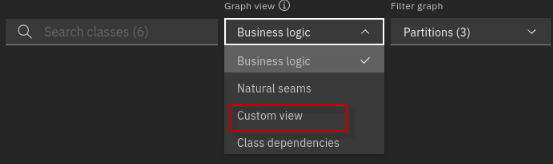 Graph view
Filter graph
Search classes (6)
Business logic
Partitions (3)
Business logic
Natural seams
Custom view
Class dependencies